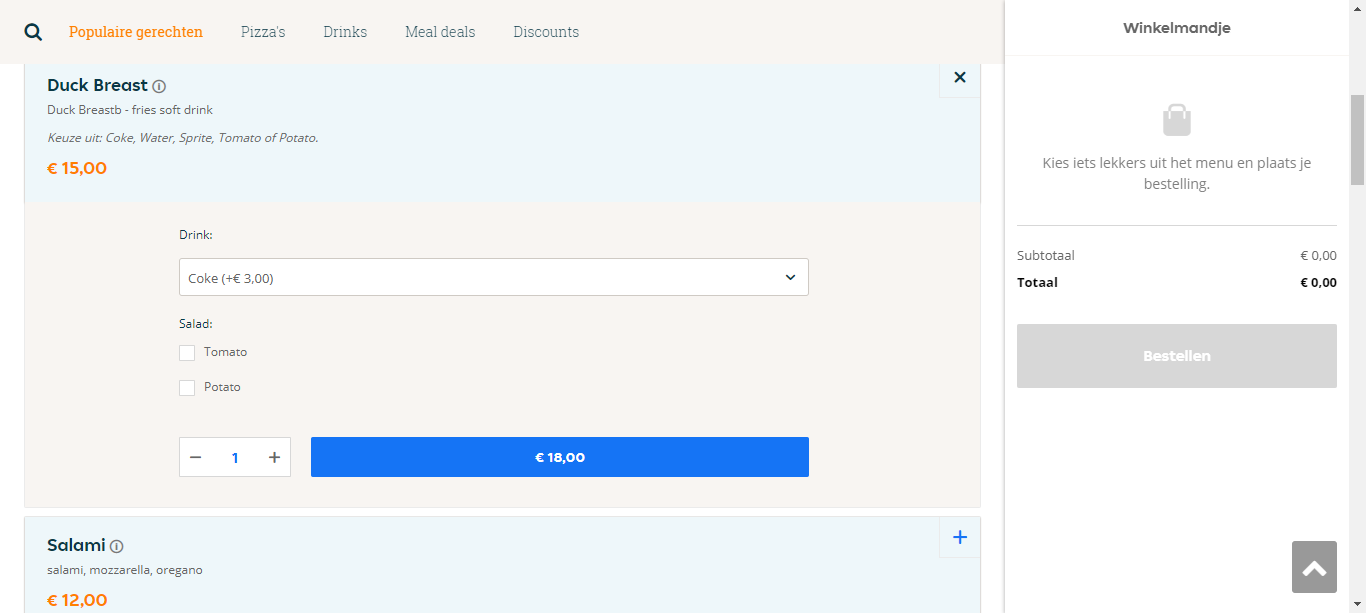 Populaire gerechten Pizza's Drinks Meal deals Discounts
Duck Breast
Duck Breastb - fries soft drink
Keuze uit: Coke, Water, Sprite, Tomato of Potato.
€ 15,00
Drink:
Coke (+€ 3,00)
Salad:
Tomato
Potato
1
€ 18,00
Salami
salami, mozzarella, oregano
€ 12,00
Winkelmandje
Kies iets lekkers uit het menu en plaats je
bestelling.
Subtotaal € 0,00
Totaal € 0,00
Bestellen